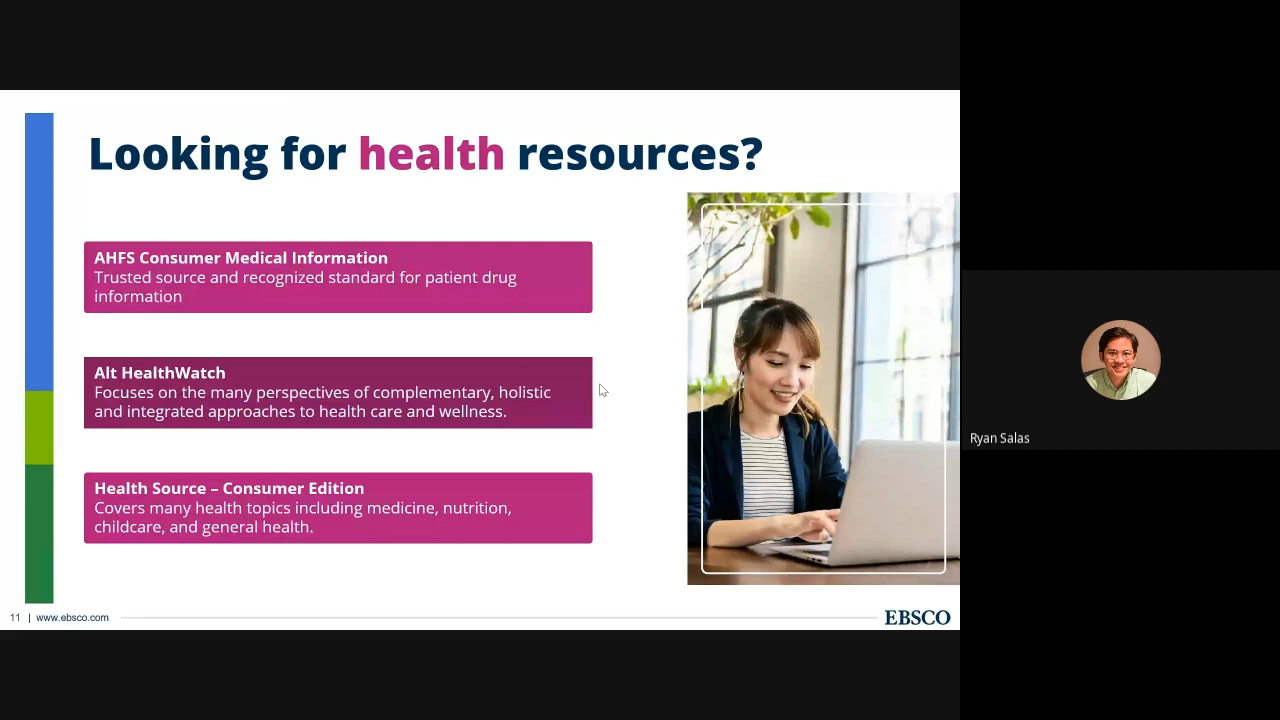 Looking for health resources?
AHFS Consumer Medical Information
Trusted source and recognized standard for patient drug
information
Alt HealthWatch
Focuses on the many perspectives of complementary, holistic
and integrated approaches to health care and wellness.
Health Source – Consumer Edition
Covers many health topics including medicine, nutrition,
childcare, and general health.
11 | www.ebsco.com
EBSCO
Ryan Salas